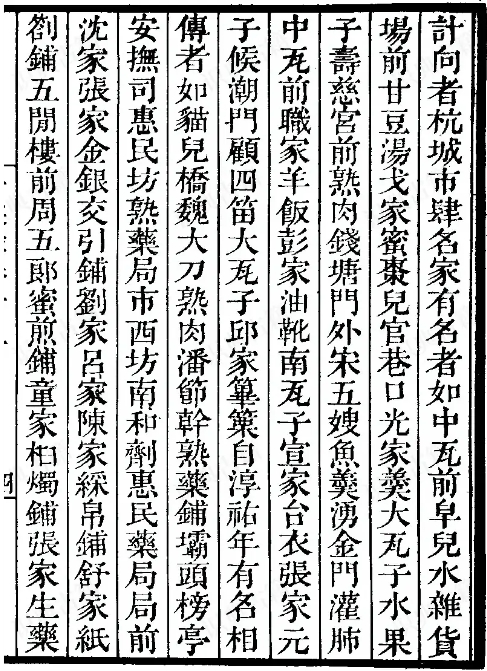 計向者杭城市肆名家有名者如中瓦前皁兒水雜貨
場前甘豆湯戈家蜜棗兒官巷口光家羹大瓦子水果
子壽慈宮前熟肉錢塘門外宋五嫂魚羹湧金門灌肺
中瓦前職家羊飯彭家油靴南瓦子宣家台衣張家元
子候潮門顧四笛大瓦子邱家篳篥自淳祐年有名相
傳者如貓兒橋魏大刀熟肉潘節幹熟藥鋪壩頭榜亭
安撫司惠民坊熟藥局市西坊南和劑惠民藥局局前
沈家張家金銀交引鋪劉家呂家陳家綵帛鋪舒家紙
劄鋪五閒樓前周五郞蜜煎鋪童家桕燭鋪張家生藥